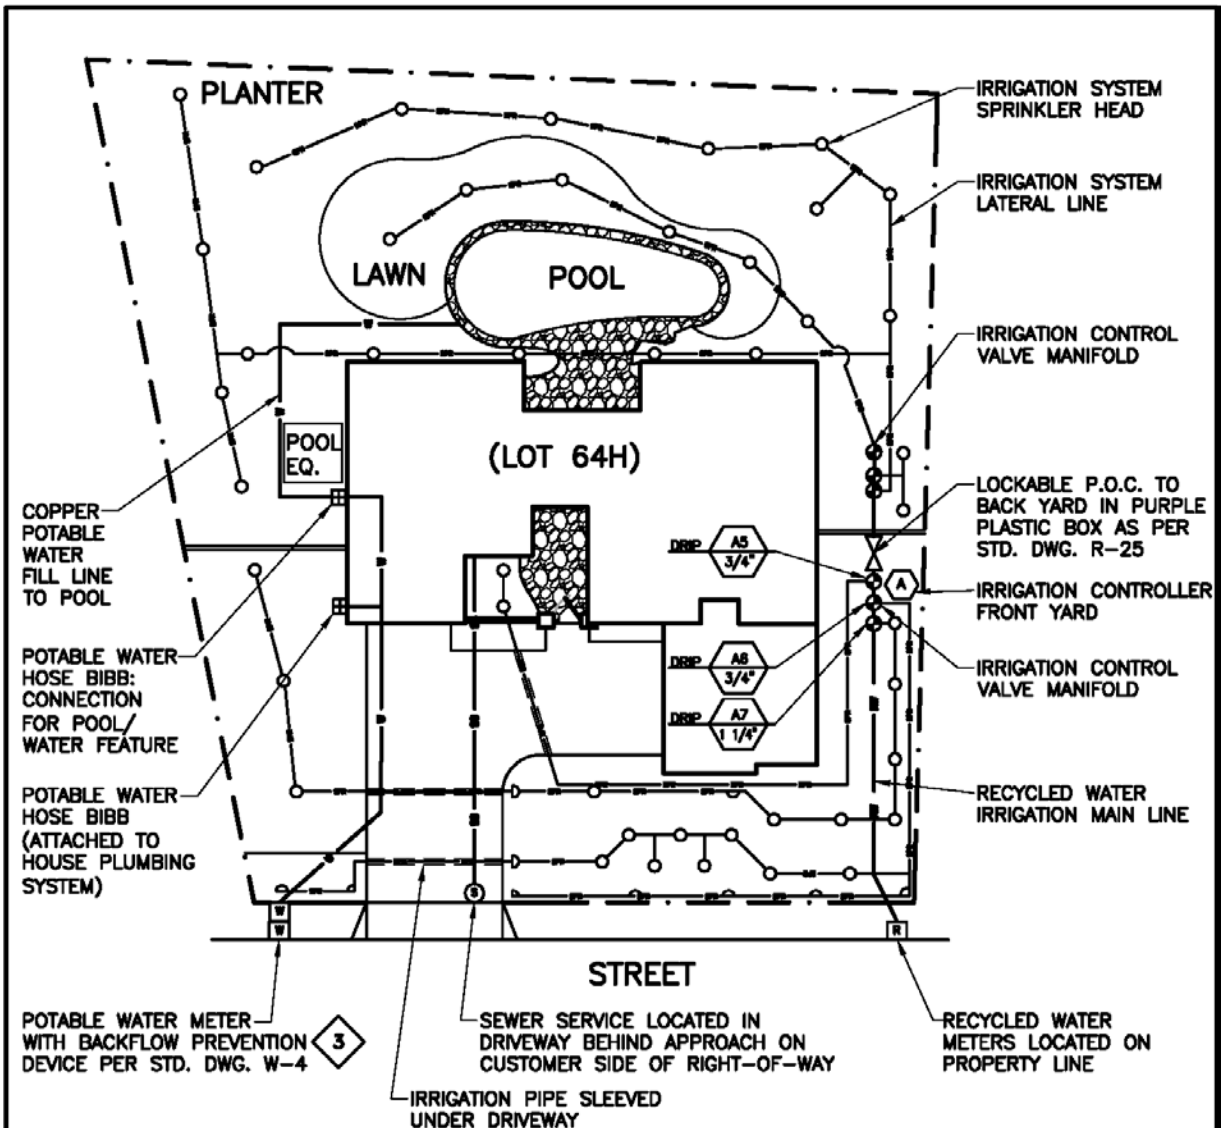 PLANTER
IRRIGATION SYSTEM
SPRINKLER HEAD
IRRIGATION SYSTEM
LATERAL LINE
LAWN
POOL
IRRIGATION CONTROL
VALVE MANIFOLD
POOL
EQ.
(LOT 64H)
LOCKABLE P.O.C. TO
BACK YARD IN PURPLE
PLASTIC BOX AS PER
STD. DWG. R-25
COPPER
POTABLE
WATER
FILL LINE
TO POOL
DRIP
A5
3/4"
A
IRRIGATION CONTROLLER
FRONT YARD
POTABLE WATER
HOSE BIBB:
CONNECTION
FOR POOL/
WATER FEATURE
DRIP
A6
3/4"
IRRIGATION CONTROL
VALVE MANIFOLD
DRIP
A7
1 1/4"
POTABLE WATER
HOSE BIBB
(ATTACHED TO
HOUSE PLUMBING
SYSTEM)
RECYCLED WATER
IRRIGATION MAIN LINE
S
W
W
R
STREET
POTABLE WATER METER
WITH BACKFLOW PREVENTION
DEVICE PER STD. DWG. W-4
3
SEWER SERVICE LOCATED IN
DRIVEWAY BEHIND APPROACH ON
CUSTOMER SIDE OF RIGHT-OF-WAY
RECYCLED WATER
METERS LOCATED ON
PROPERTY LINE
IRRIGATION PIPE SLEEVED
UNDER DRIVEWAY